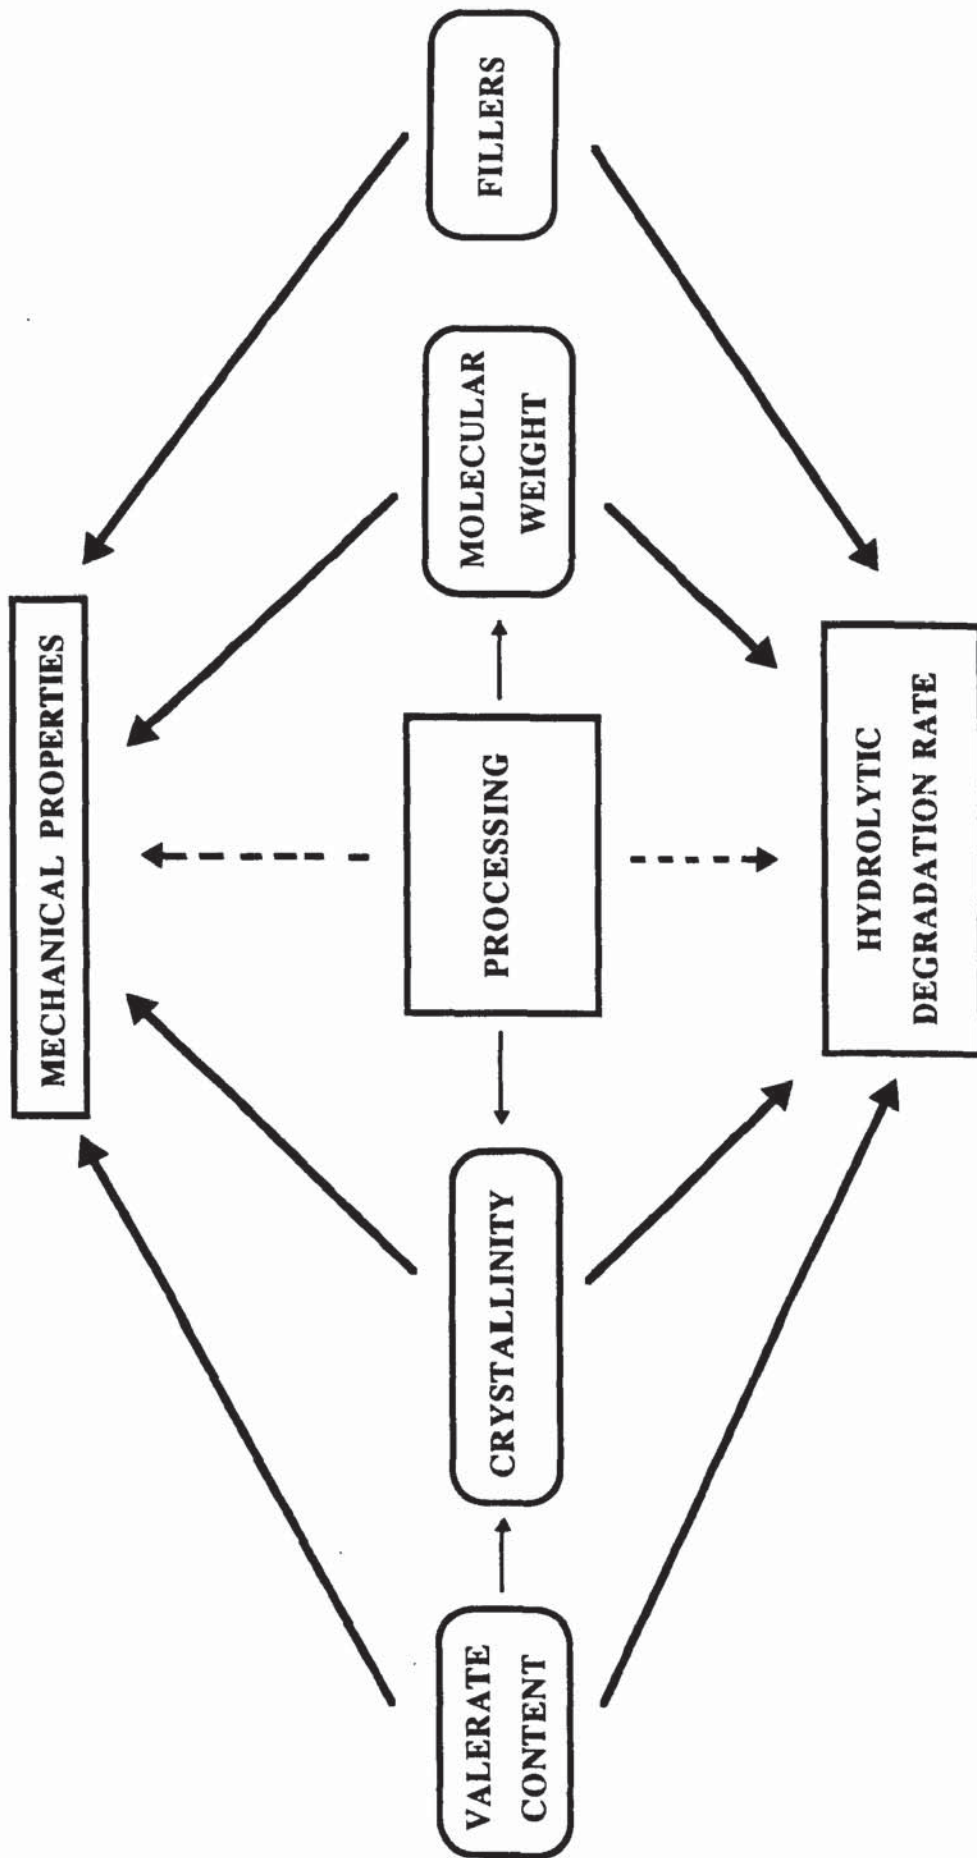 MECHANICAL PROPERTIES
VALERATE
CONTENT
CRYSTALLINITY
PROCESSING
MOLECULAR
WEIGHT
FILLERS
HYDROLYTIC
DEGRADATION RATE